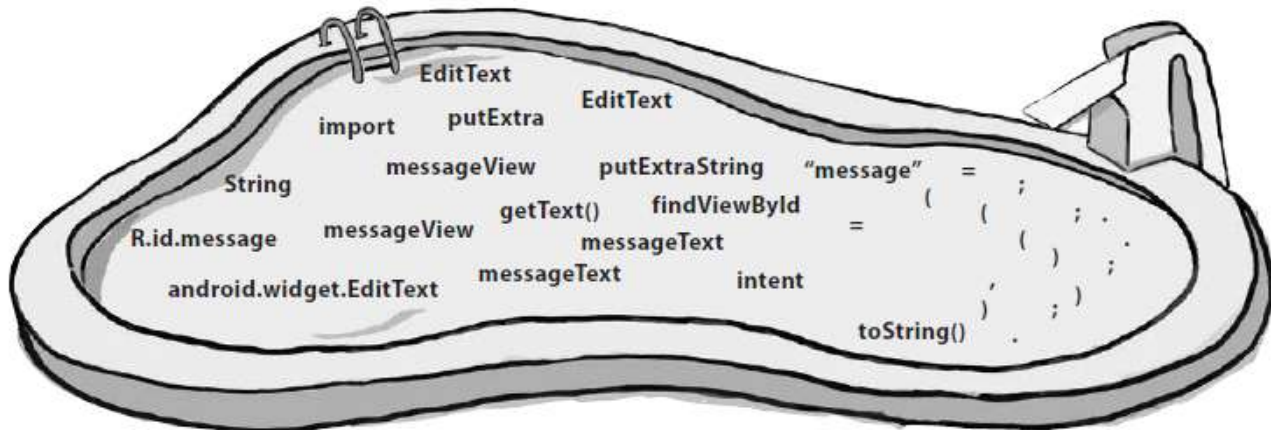 EditText
EditText
import putExtra
messageView putExtraString “message” = ;
String (
getText() findViewById ( ; .
R.id.message messageView messageText = ( .
android.widget.EditText messageText intent ) ;
, )
) ;
toString() .